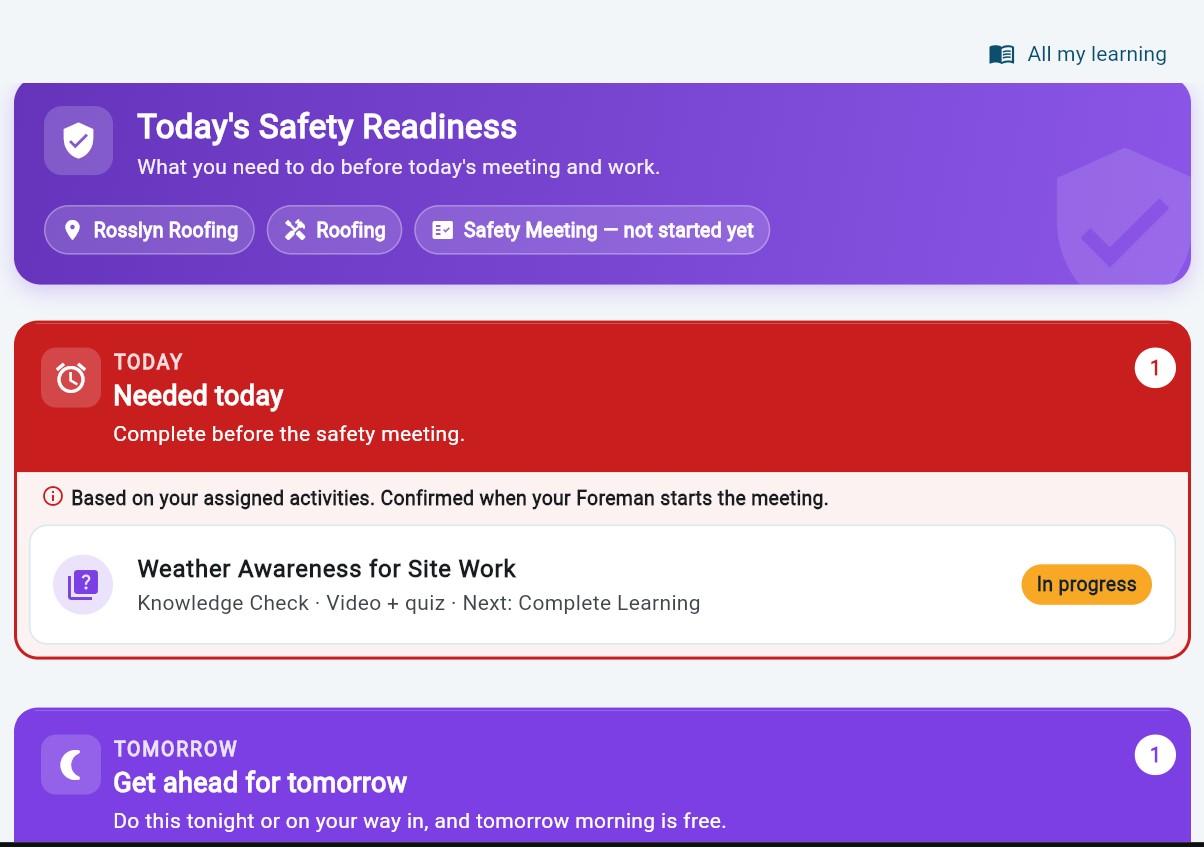 All my learning
Today's Safety Readiness
What you need to do before today's meeting and work.
Rosslyn Roofing
Roofing
Safety Meeting — not started yet
TODAY
Needed today
Complete before the safety meeting.
1
Based on your assigned activities. Confirmed when your Foreman starts the meeting.
Weather Awareness for Site Work
Knowledge Check · Video + quiz · Next: Complete Learning
In progress
TOMORROW
Get ahead for tomorrow
Do this tonight or on your way in, and tomorrow morning is free.
1